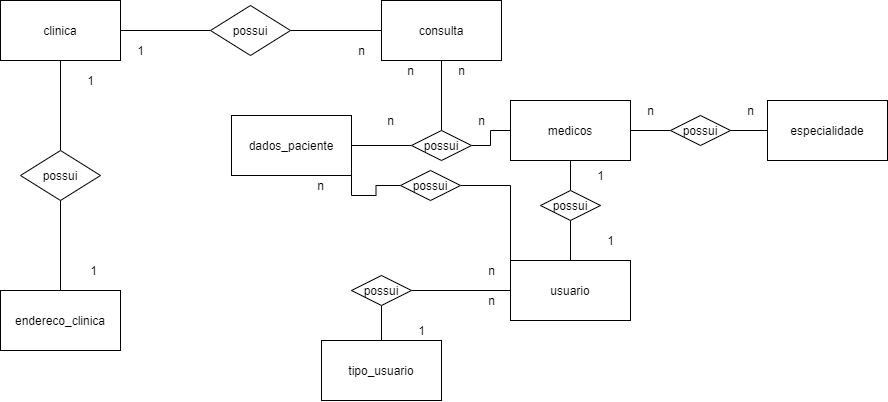 clinica
possui
consulta
1
n
1
n
n
dados_paciente
n
possui
n
medicos
n
possui
n
especialidade
possui
n
possui
1
possui
1
1
endereco_clinica
n
possui
n
usuario
1
tipo_usuario